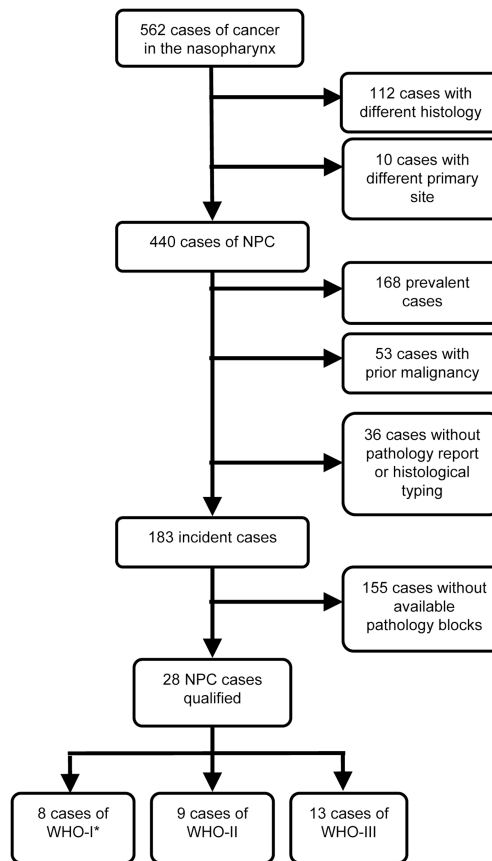 562 cases of cancer
in the nasopharynx
112 cases with
different histology
10 cases with
different primary
site
440 cases of NPC
168 prevalent
cases
53 cases with
prior malignancy
36 cases without
pathology report
or histological
typing
183 incident cases
155 cases without
available
pathology blocks
28 NPC cases
qualified
8 cases of
WHO-I*
9 cases of
WHO-II
13 cases of
WHO-III